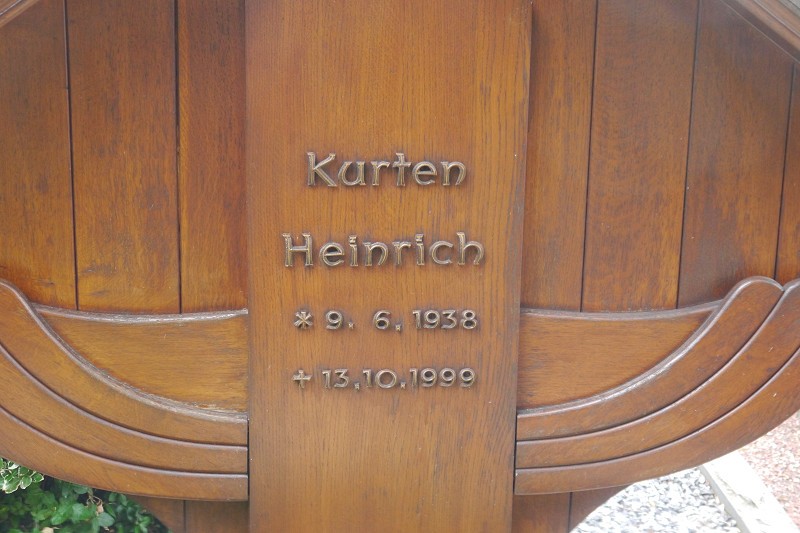 Karten
Heinrich
* 9. 6. 1938
† 13.10.1999